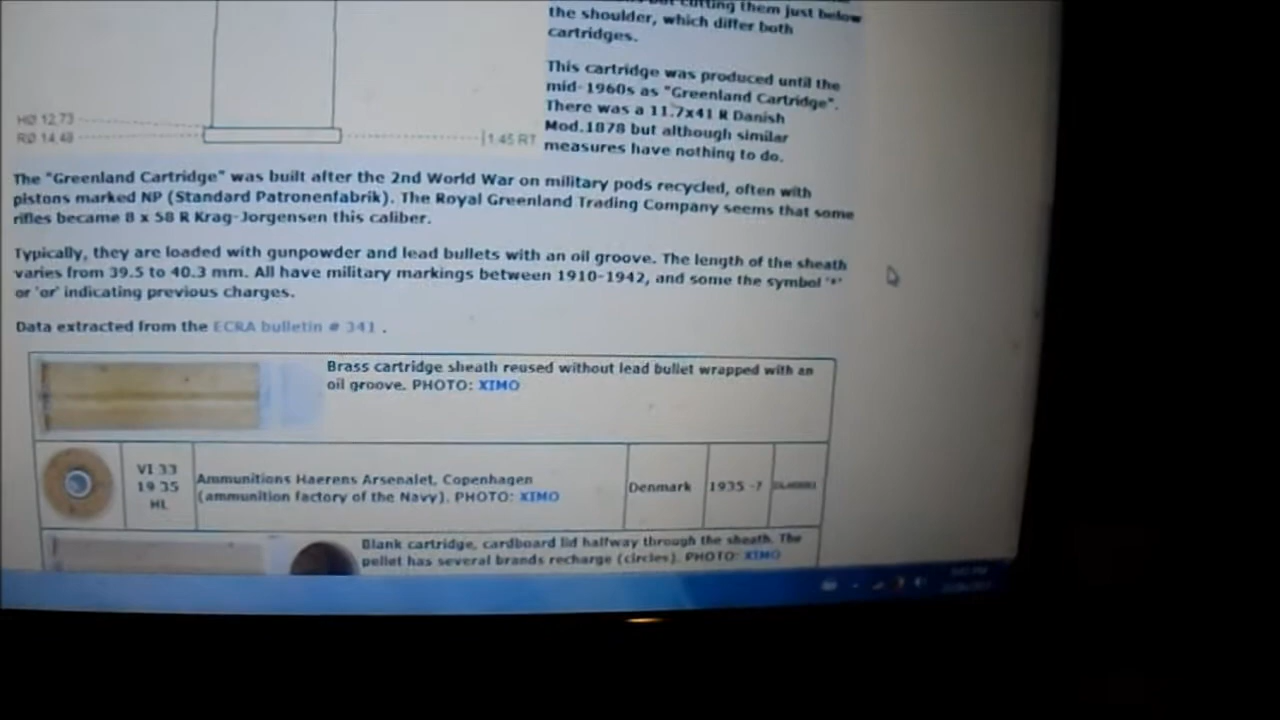 cutting them just below
the shoulder, which differ both
cartridges.
This cartridge was produced until the
mid-1960s as "Greenland Cartridge".
There was a 11.7x41 R Danish
Mod.1878 but although similar
measures have nothing to do.
HØ 12,73
RØ 14,48
1.45 RT
The "Greenland Cartridge" was built after the 2nd World War on military pods recycled, often with
pistons marked NP (Standard Patronenfabrik). The Royal Greenland Trading Company seems that some
rifles became 8 x 58 R Krag-Jorgensen this caliber.
Typically, they are loaded with gunpowder and lead bullets with an oil groove. The length of the sheath
varies from 39.5 to 40.3 mm. All have military markings between 1910-1942, and some the symbol '*'
or 'or' indicating previous charges.
Data extracted from the ECRA bulletin # 341 .
Brass cartridge sheath reused without lead bullet wrapped with an
oil groove. PHOTO: XIMO
VI 33
19 35
HL
Ammunitions Haerens Arsenalet, Copenhagen
(ammunition factory of the Navy). PHOTO: XIMO
Denmark
1935 -?
Blank cartridge, cardboard lid halfway through the sheath. The
pellet has several brands recharge (circles). PHOTO: XIMO